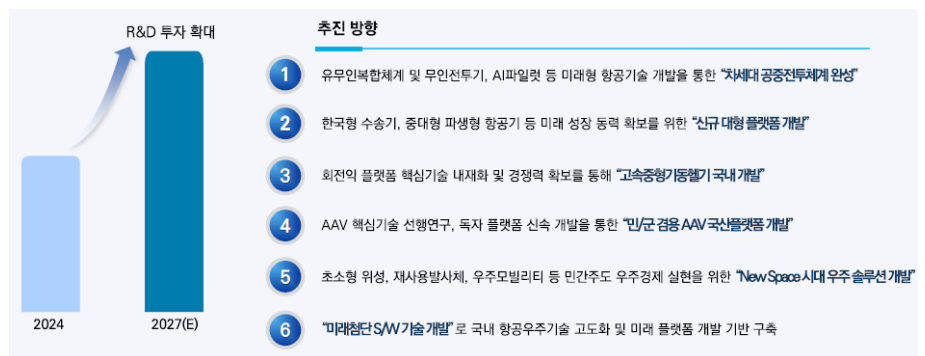 R&D 투자 확대
2024
2027(E)
추진 방향
1 유무인복합체계 및 무인전투기, AI파일럿 등 미래형 항공기술 개발을 통한 “차세대 공중전투체계 완성”
2 한국형 수송기, 중대형 파생형 항공기 등 미래 성장 동력 확보를 위한 “신규 대형 플랫폼 개발”
3 회전익 플랫폼 핵심기술 내재화 및 경쟁력 확보를 통해 “고속중형기동헬기 국내 개발”
4 AAV 핵심기술 선행연구, 독자 플랫폼 신속 개발을 통한 “민/군 겸용 AAV 국산플랫폼 개발”
5 초소형 위성, 재사용발사체, 우주모빌리티 등 민간주도 우주경제 실현을 위한 “New Space 시대 우주 솔루션 개발”
6 “미래첨단 S/W 기술 개발”로 국내 항공우주기술 고도화 및 미래 플랫폼 개발 기반 구축